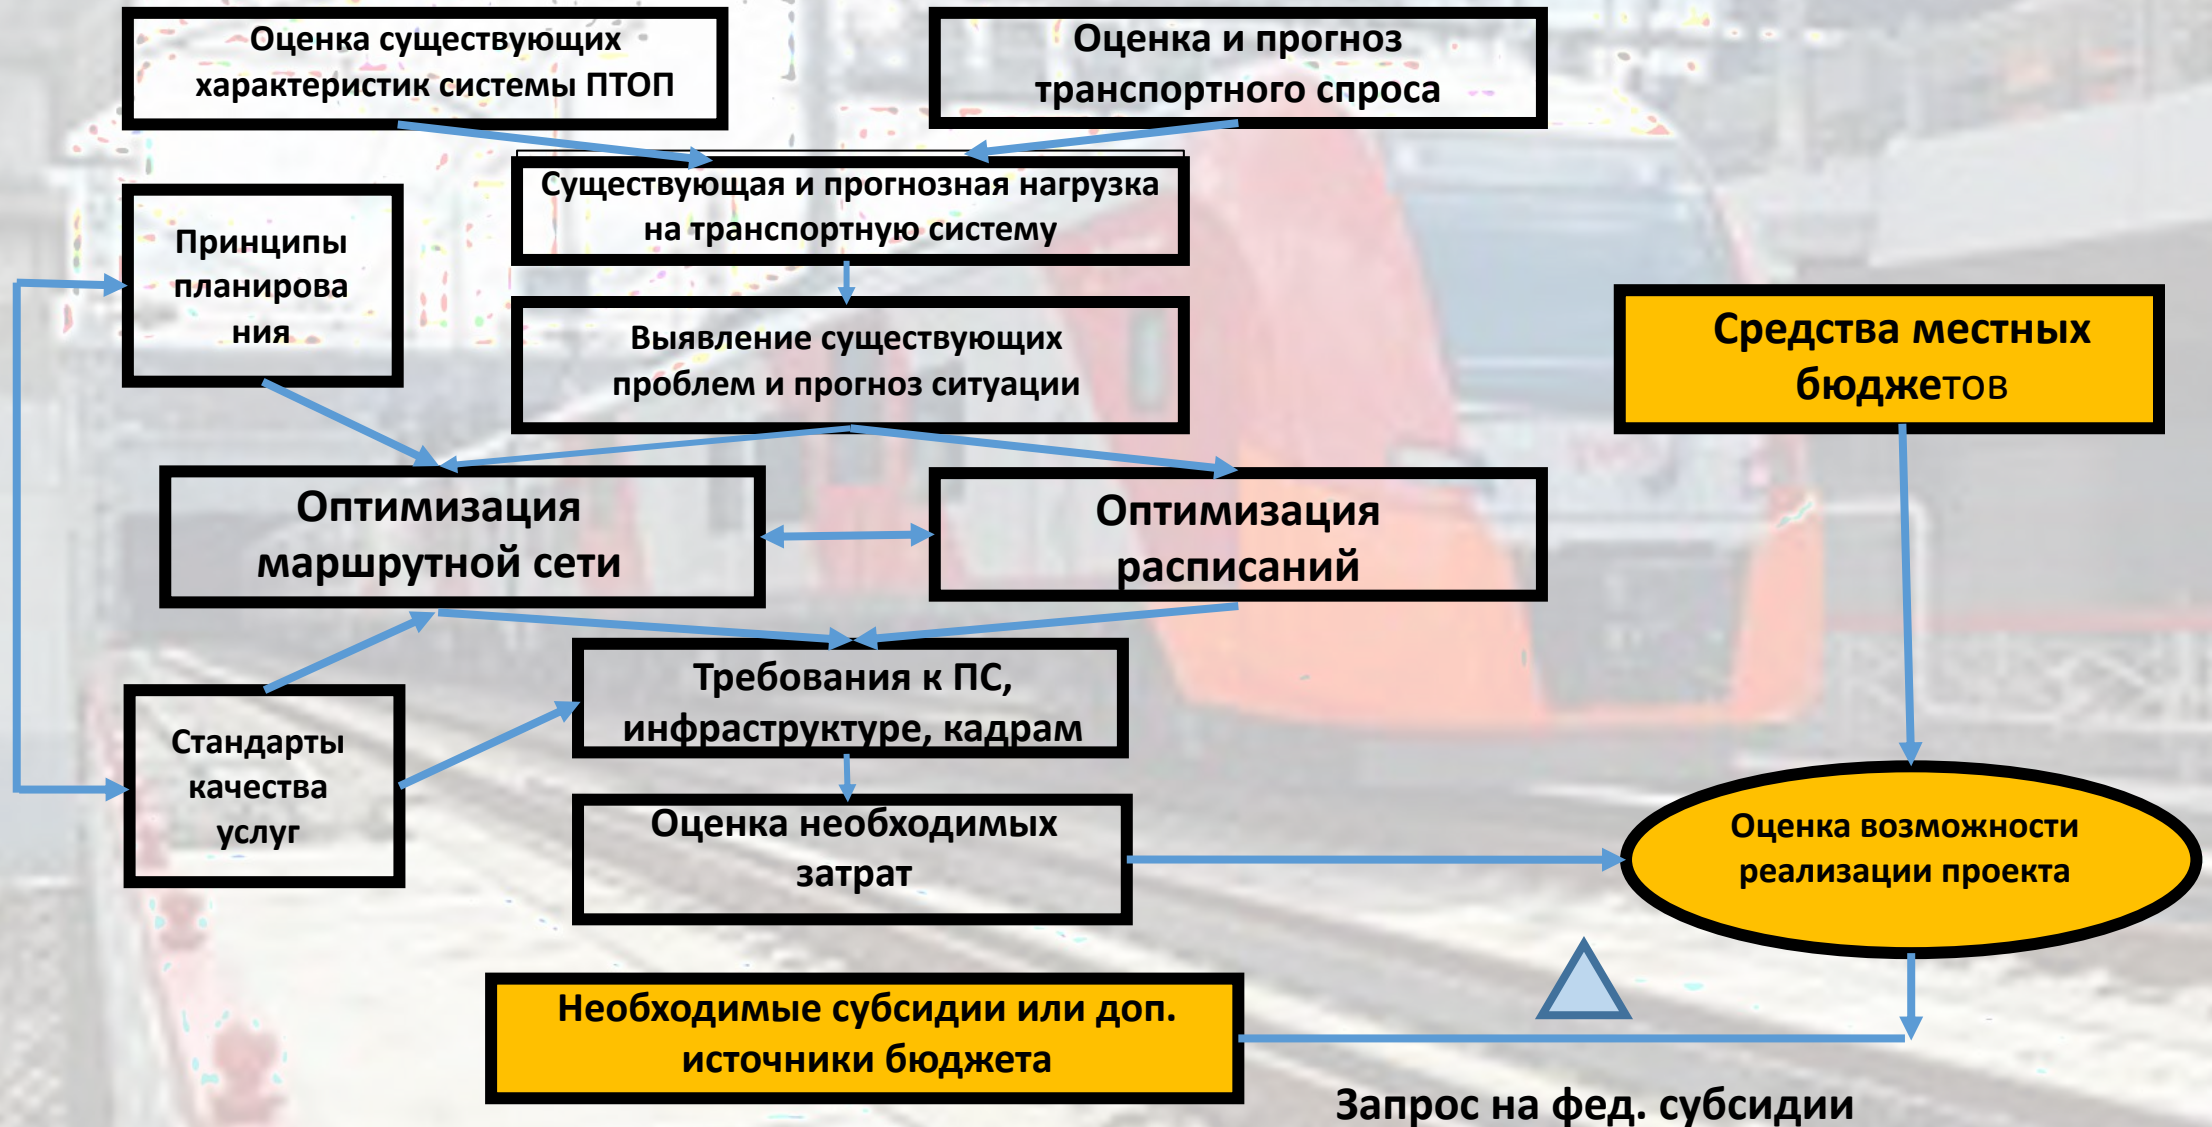 Оценка существующих
характеристик системы ПТОП
Оценка и прогноз
транспортного спроса
Существующая и прогнозная нагрузка
на транспортную систему
Принципы
планирова
ния
Выявление существующих
проблем и прогноз ситуации
Средства местных
бюджетов
Оптимизация
маршрутной сети
Оптимизация
расписаний
Требования к ПС,
инфраструктуре, кадрам
Стандарты
качества
услуг
Оценка необходимых
затрат
Оценка возможности
реализации проекта
Необходимые субсидии или доп.
источники бюджета
Запрос на фед. субсидии